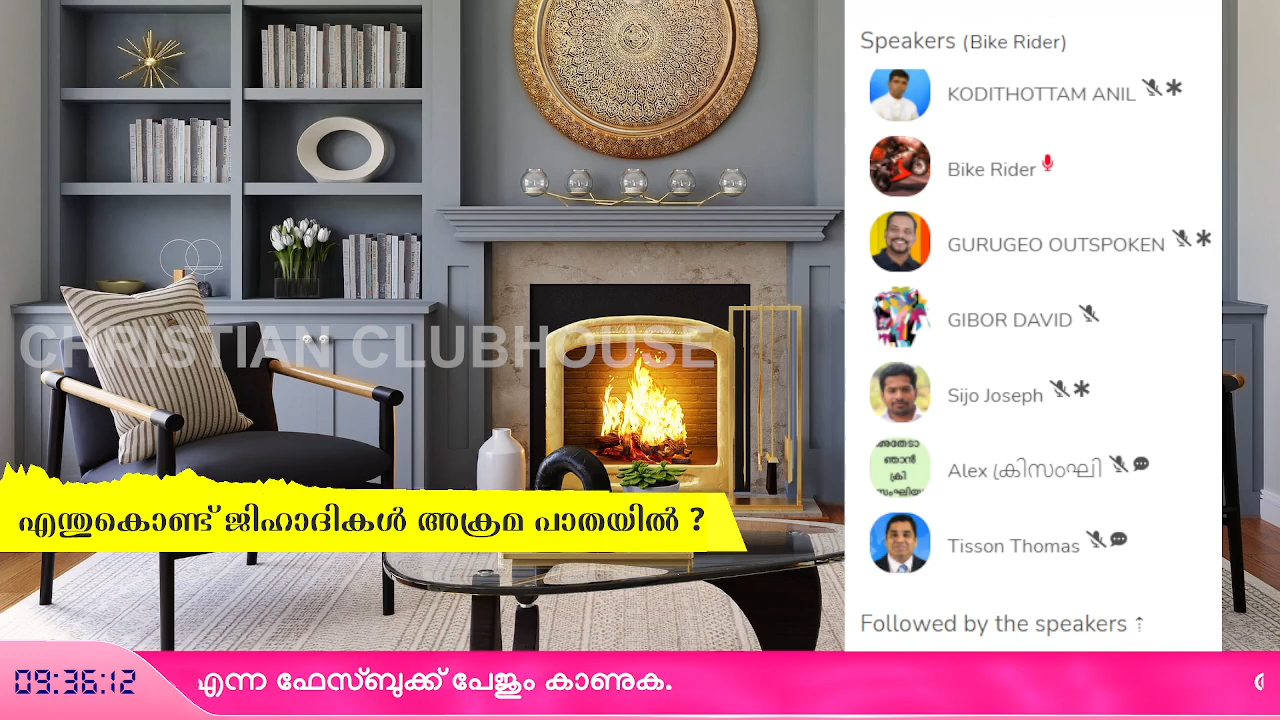 Speakers (Bike Rider)
KODITHOTTAM ANIL
Bike Rider
GURUGEO OUTSPOKEN
GIBOR DAVID
Sijo Joseph
അതേടാ
ഞാൻ
ക്രി
Alex ക്രിസംഘി
Tisson Thomas
Followed by the speakers
CHRISTIAN CLUBHOUSE
എന്തുകൊണ്ട് ജിഹാദികൾ അക്രമ പാതയിൽ ?
09:36:12
എന്ന ഫേസ്ബുക്ക് പേജും കാണുക.